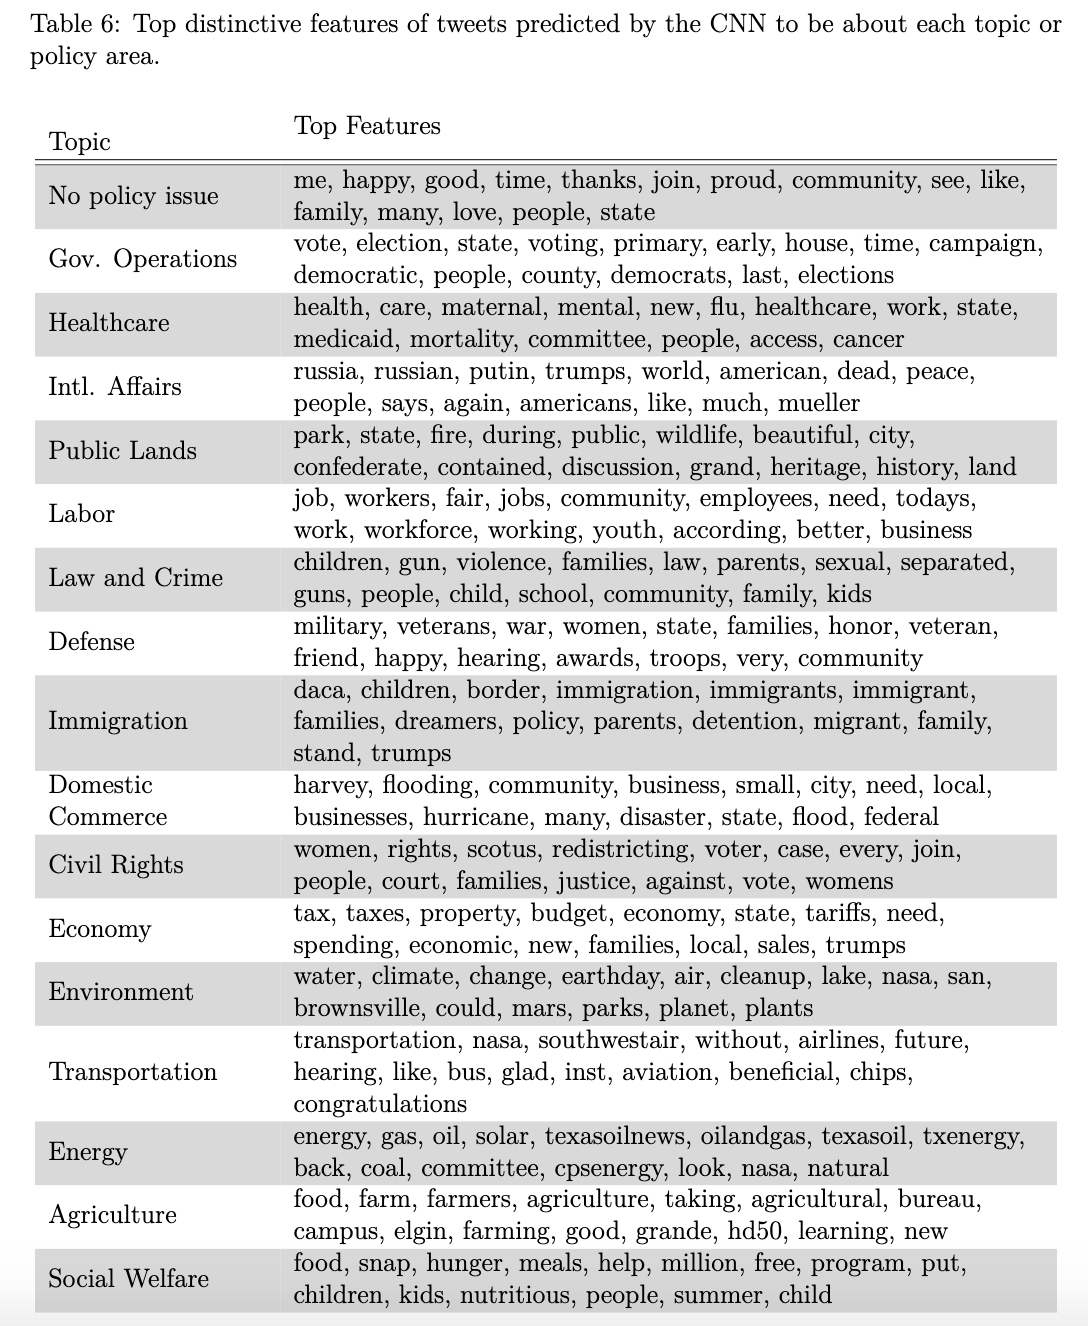 Table 6: Top distinctive features of tweets predicted by the CNN to be about each topic or
policy area.
Topic
Top Features
No policy issue
me, happy, good, time, thanks, join, proud, community, see, like,
family, many, love, people, state
Gov. Operations
vote, election, state, voting, primary, early, house, time, campaign,
democratic, people, county, democrats, last, elections
Healthcare
health, care, maternal, mental, new, flu, healthcare, work, state,
medicaid, mortality, committee, people, access, cancer
Intl. Affairs
russia, russian, putin, trumps, world, american, dead, peace,
people, says, again, americans, like, much, mueller
Public Lands
park, state, fire, during, public, wildlife, beautiful, city,
confederate, contained, discussion, grand, heritage, history, land
Labor
job, workers, fair, jobs, community, employees, need, todays,
work, workforce, working, youth, according, better, business
Law and Crime
children, gun, violence, families, law, parents, sexual, separated,
guns, people, child, school, community, family, kids
Defense
military, veterans, war, women, state, families, honor, veteran,
friend, happy, hearing, awards, troops, very, community
Immigration
daca, children, border, immigration, immigrants, immigrant,
families, dreamers, policy, parents, detention, migrant, family,
stand, trumps
Domestic
Commerce
harvey, flooding, community, business, small, city, need, local,
businesses, hurricane, many, disaster, state, flood, federal
Civil Rights
women, rights, scotus, redistricting, voter, case, every, join,
people, court, families, justice, against, vote, womens
Economy
tax, taxes, property, budget, economy, state, tariffs, need,
spending, economic, new, families, local, sales, trumps
Environment
water, climate, change, earthday, air, cleanup, lake, nasa, san,
brownsville, could, mars, parks, planet, plants
Transportation
transportation, nasa, southwestair, without, airlines, future,
hearing, like, bus, glad, inst, aviation, beneficial, chips,
congratulations
Energy
energy, gas, oil, solar, texasoilnews, oilandgas, texasoil, txenergy,
back, coal, committee, cpsenergy, look, nasa, natural
Agriculture
food, farm, farmers, agriculture, taking, agricultural, bureau,
campus, elgin, farming, good, grande, hd50, learning, new
Social Welfare
food, snap, hunger, meals, help, million, free, program, put,
children, kids, nutritious, people, summer, child